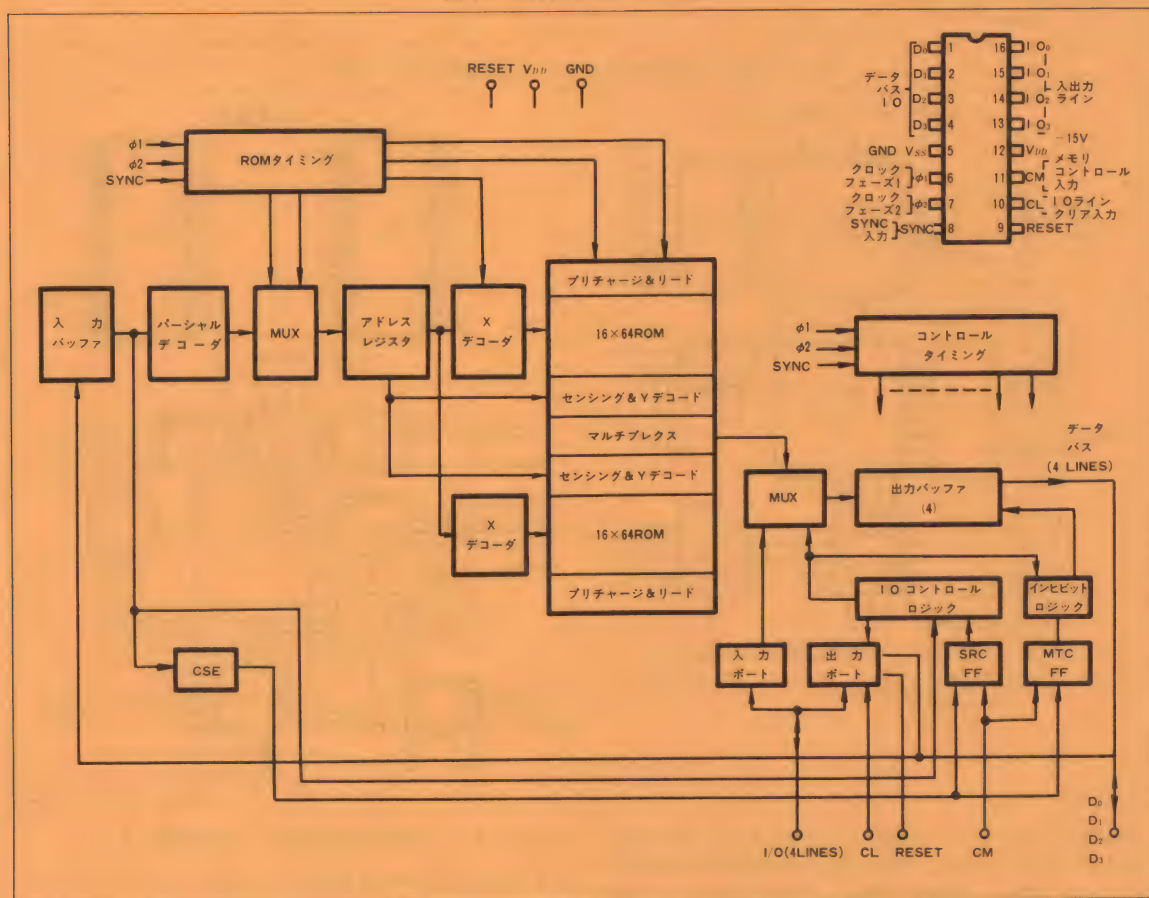 RESET VDD GND
φ1
φ2
SYNC
ROMタイミング
データ
バス
IO
D0 1
D1 2
D2 3
D3 4
GND VSS 5
クロック
フェーズ1 φ1 6
クロック
フェーズ2 φ2 7
SYNC
入力 SYNC 8
16 IO0
15 IO1
14 IO2
13 IO3
入出力
ライン
-15V
12 VDD
11 CM
メモリ
コントロール
入力
10 CL
IOライン
クリア入力
9 RESET
入力
バッファ
パーシャル
デコーダ
MUX
アドレス
レジスタ
X
デコーダ
プリチャージ&リード
16×64ROM
センシング&Yデコード
マルチプレクス
センシング&Yデコード
16×64ROM
プリチャージ&リード
X
デコーダ
φ1
φ2
SYNC
コントロール
タイミング
データ
バス
(4 LINES)
MUX
出力バッファ
(4)
IOコントロール
ロジック
インヒビット
ロジック
CSE
入力
ポート
出力
ポート
SRC
FF
MTC
FF
I/O(4LINES) CL RESET CM
D0
D1
D2
D3